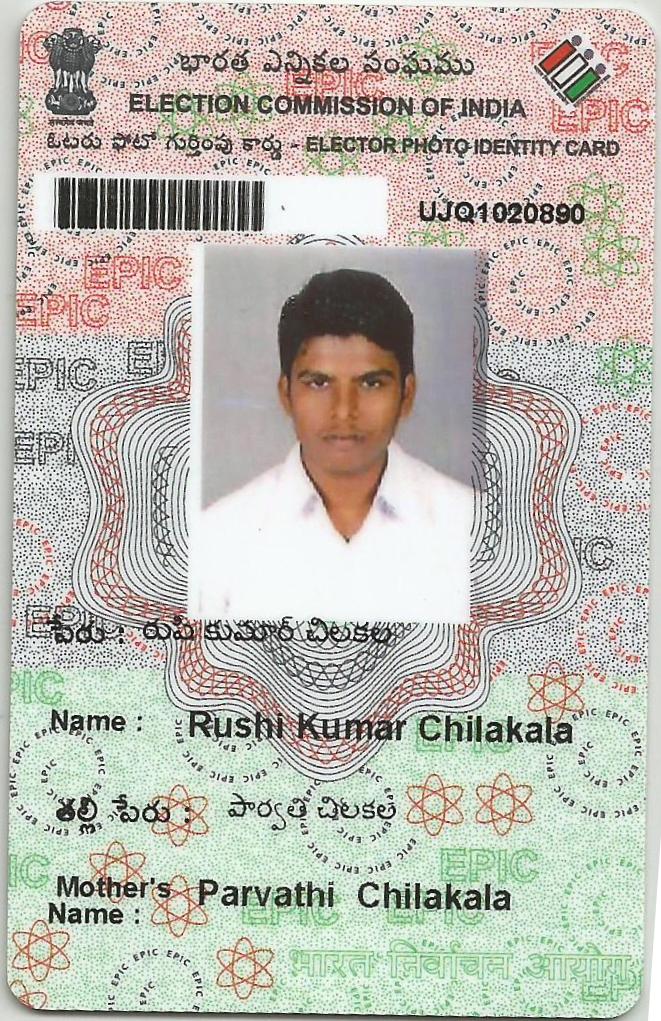 భారత ఎన్నికల సంఘము
ELECTION COMMISSION OF INDIA
ఓటరు ఫొటో గుర్తింపు కార్డు - ELECTOR PHOTO IDENTITY CARD
UJQ1020890
పేరు : రుషి కుమార్ చిలకల
Name : Rushi Kumar Chilakala
తల్లి పేరు : పార్వతి చిలకల
Mother's Name : Parvathi Chilakala
भारत निर्वाचन आयोग